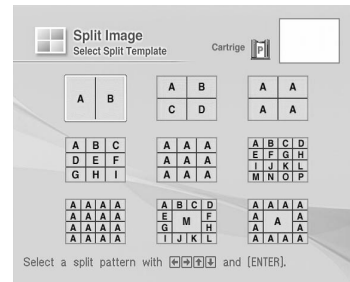 Split Image
Select Split Template
Cartrige P
A B
A B
C D
A A
A A
A B C
D E F
G H I
A A A
A A A
A A A
A B C D
E F G H
I J K L
M N O P
A A A A
A A A A
A A A A
A A A A
A B C D
E M F
G H
I J K L
A A A A
A A A
A A
A A A A
Select a split pattern with ←→↑↓ and [ENTER].